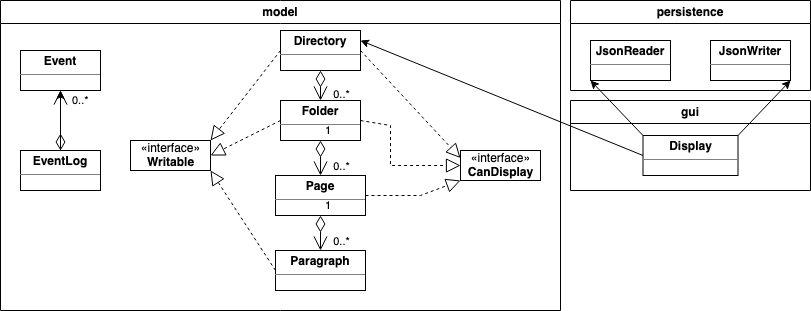 model
persistence
Directory
Event
JsonReader
JsonWriter
0..*
0..*
Folder
gui
1
«interface»
Writable
Display
EventLog
«interface»
CanDisplay
0..*
Page
1
0..*
Paragraph